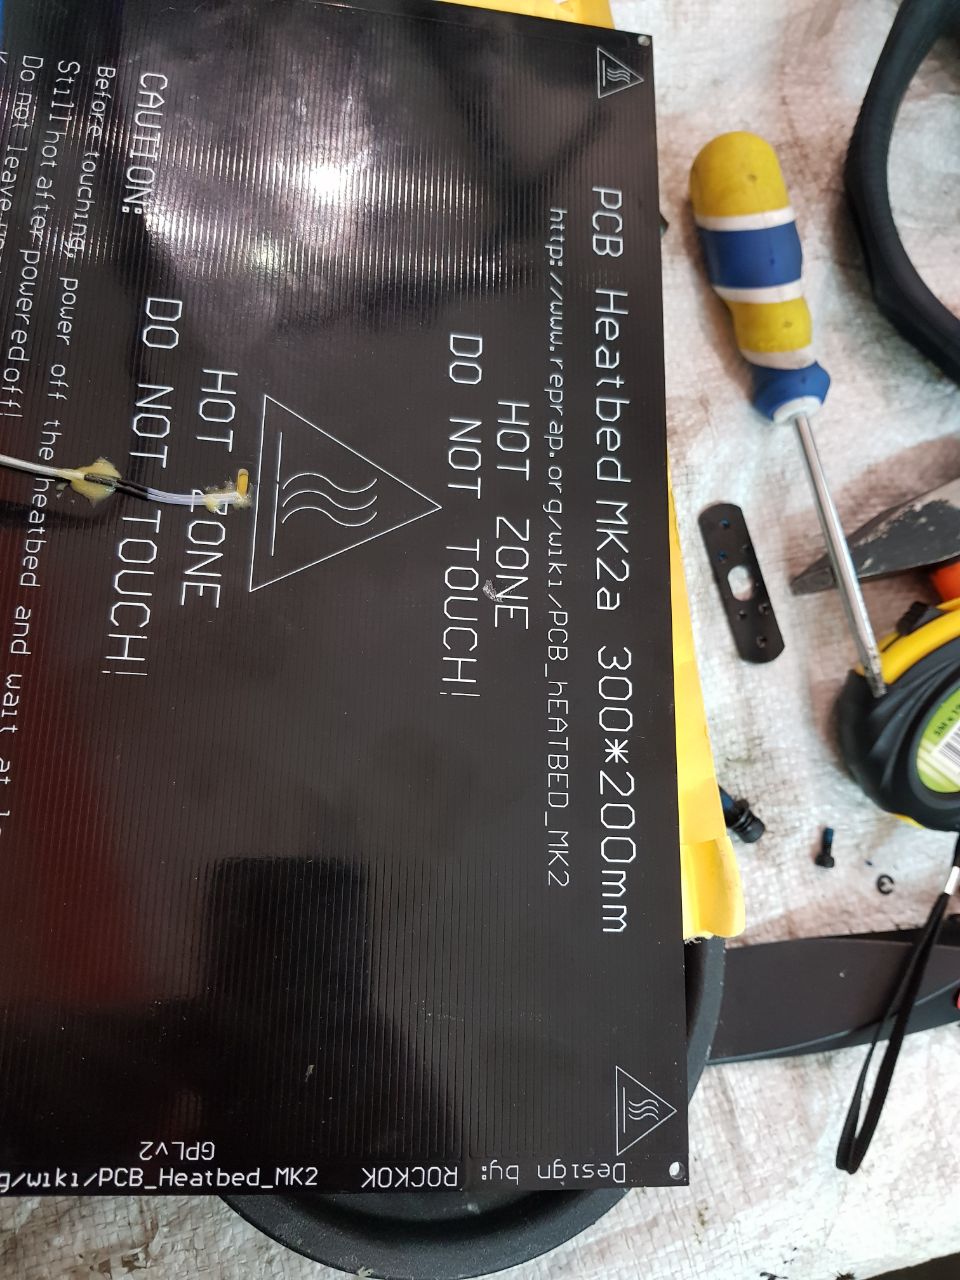 PCB Heatbed MK2a 300*200mm
http://www.reprap.org/wiki/PCB_hEATBED_MK2
HOT ZONE
DO NOT TOUCH!
HOT ZONE
DO NOT TOUCH!
CAUTION:
Before touching, power off the heatbed and wait at
Still hot after powered off!
Do not leave
Design by: ROCKOK
GPLv2
g/wiki/PCB_Heatbed_MK2